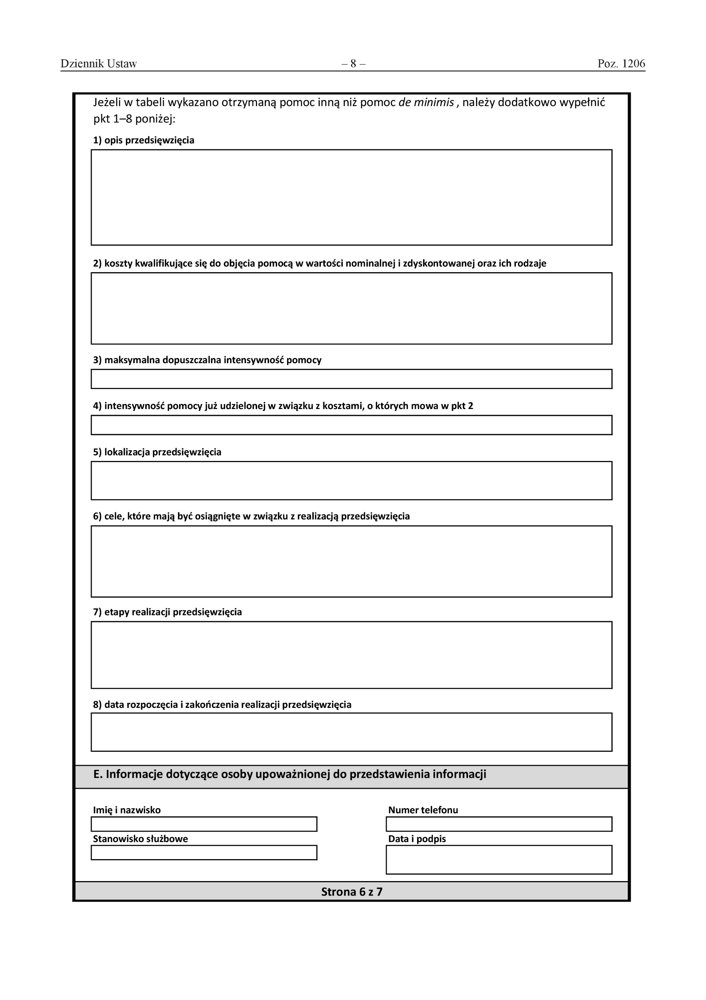 Dziennik Ustaw – 8 – Poz. 1206
Jeżeli w tabeli wykazano otrzymaną pomoc inną niż pomoc de minimis , należy dodatkowo wypełnić
pkt 1–8 poniżej:
1) opis przedsięwzięcia
2) koszty kwalifikujące się do objęcia pomocą w wartości nominalnej i zdyskontowanej oraz ich rodzaje
3) maksymalna dopuszczalna intensywność pomocy
4) intensywność pomocy już udzielonej w związku z kosztami, o których mowa w pkt 2
5) lokalizacja przedsięwzięcia
6) cele, które mają być osiągnięte w związku z realizacją przedsięwzięcia
7) etapy realizacji przedsięwzięcia
8) data rozpoczęcia i zakończenia realizacji przedsięwzięcia
E. Informacje dotyczące osoby upoważnionej do przedstawienia informacji
Imię i nazwisko Numer telefonu
Stanowisko służbowe Data i podpis
Strona 6 z 7